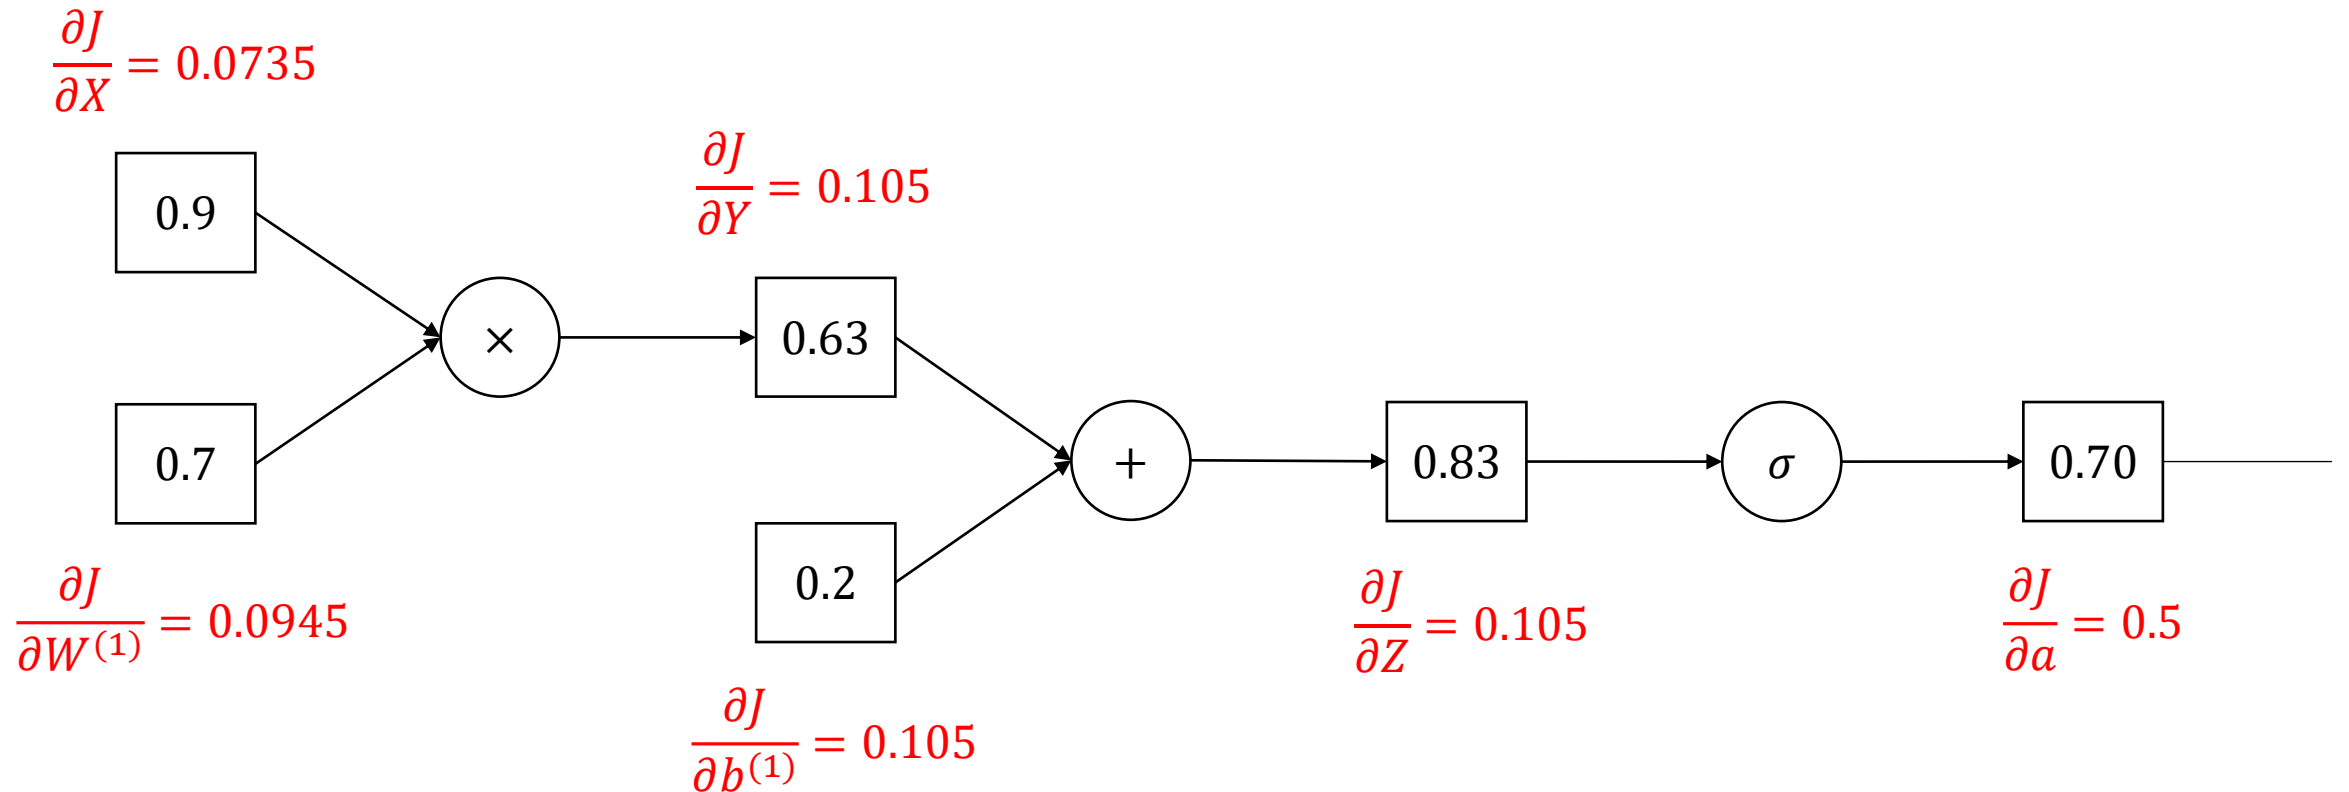 ∂J/∂X = 0.0735
0.9
∂J/∂Y = 0.105
×
0.63
0.7
+
0.83
σ
0.70
0.2
∂J/∂W⁽¹⁾ = 0.0945
∂J/∂Z = 0.105
∂J/∂a = 0.5
∂J/∂b⁽¹⁾ = 0.105